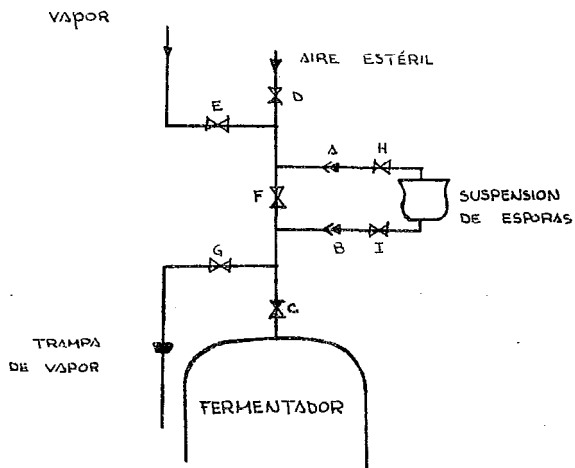 VAPOR
AIRE ESTÉRIL
D
E
A
H
F
SUSPENSION
DE ESPORAS
B
I
G
C
TRAMPA
DE VAPOR
FERMENTADOR